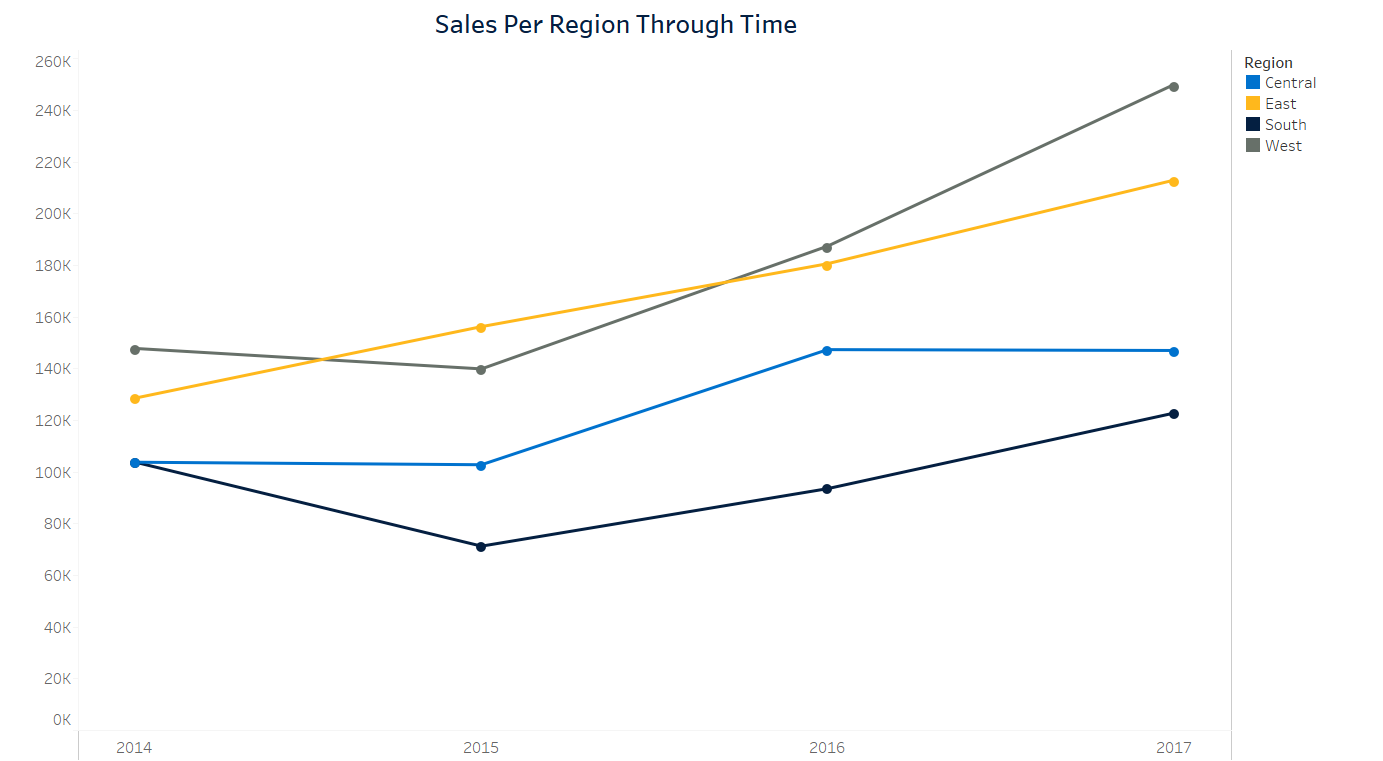 Sales Per Region Through Time
260K
240K
220K
200K
180K
160K
140K
120K
100K
80K
60K
40K
20K
0K
2014 2015 2016 2017
Region
Central
East
South
West